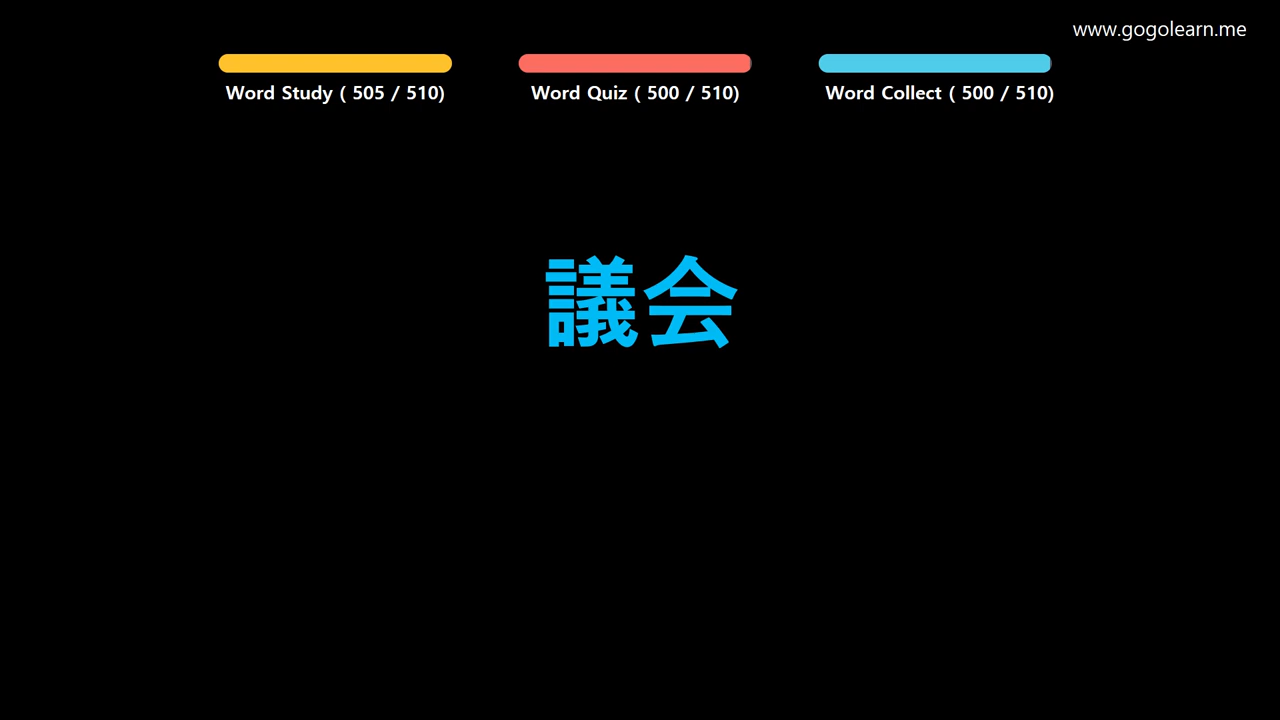 www.gogolearn.me
Word Study ( 505 / 510)
Word Quiz ( 500 / 510)
Word Collect ( 500 / 510)
議会